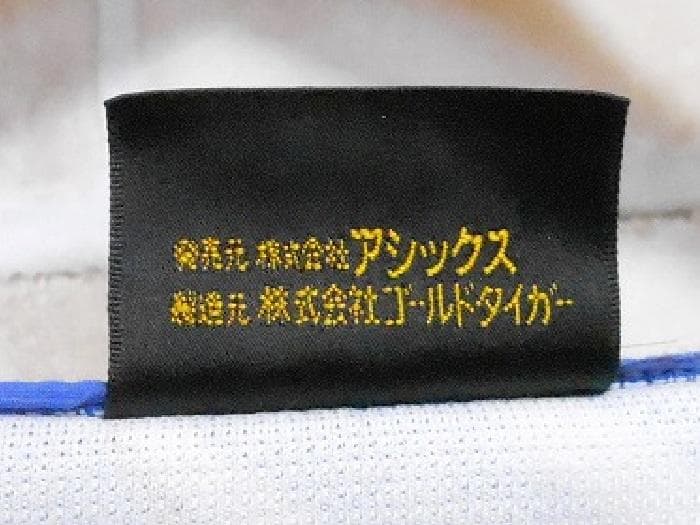 発売元 株式会社アシックス
製造元 株式会社ゴールドタイガー